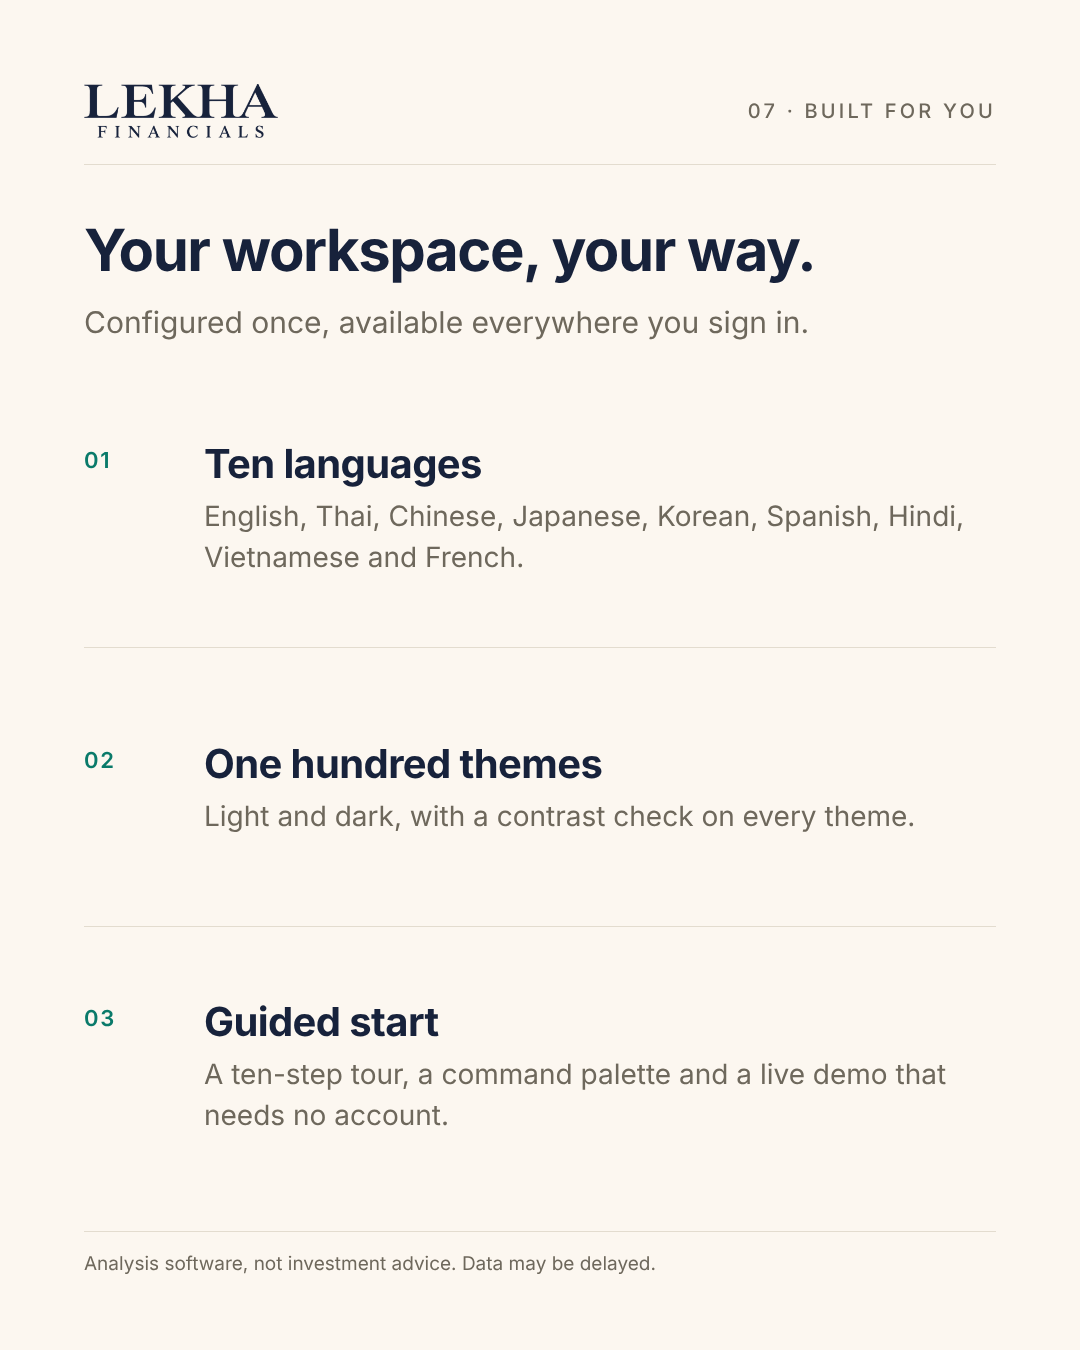 LEKHA
FINANCIALS
07 · BUILT FOR YOU
Your workspace, your way.
Configured once, available everywhere you sign in.
01
Ten languages
English, Thai, Chinese, Japanese, Korean, Spanish, Hindi,
Vietnamese and French.
02
One hundred themes
Light and dark, with a contrast check on every theme.
03
Guided start
A ten-step tour, a command palette and a live demo that
needs no account.
Analysis software, not investment advice. Data may be delayed.